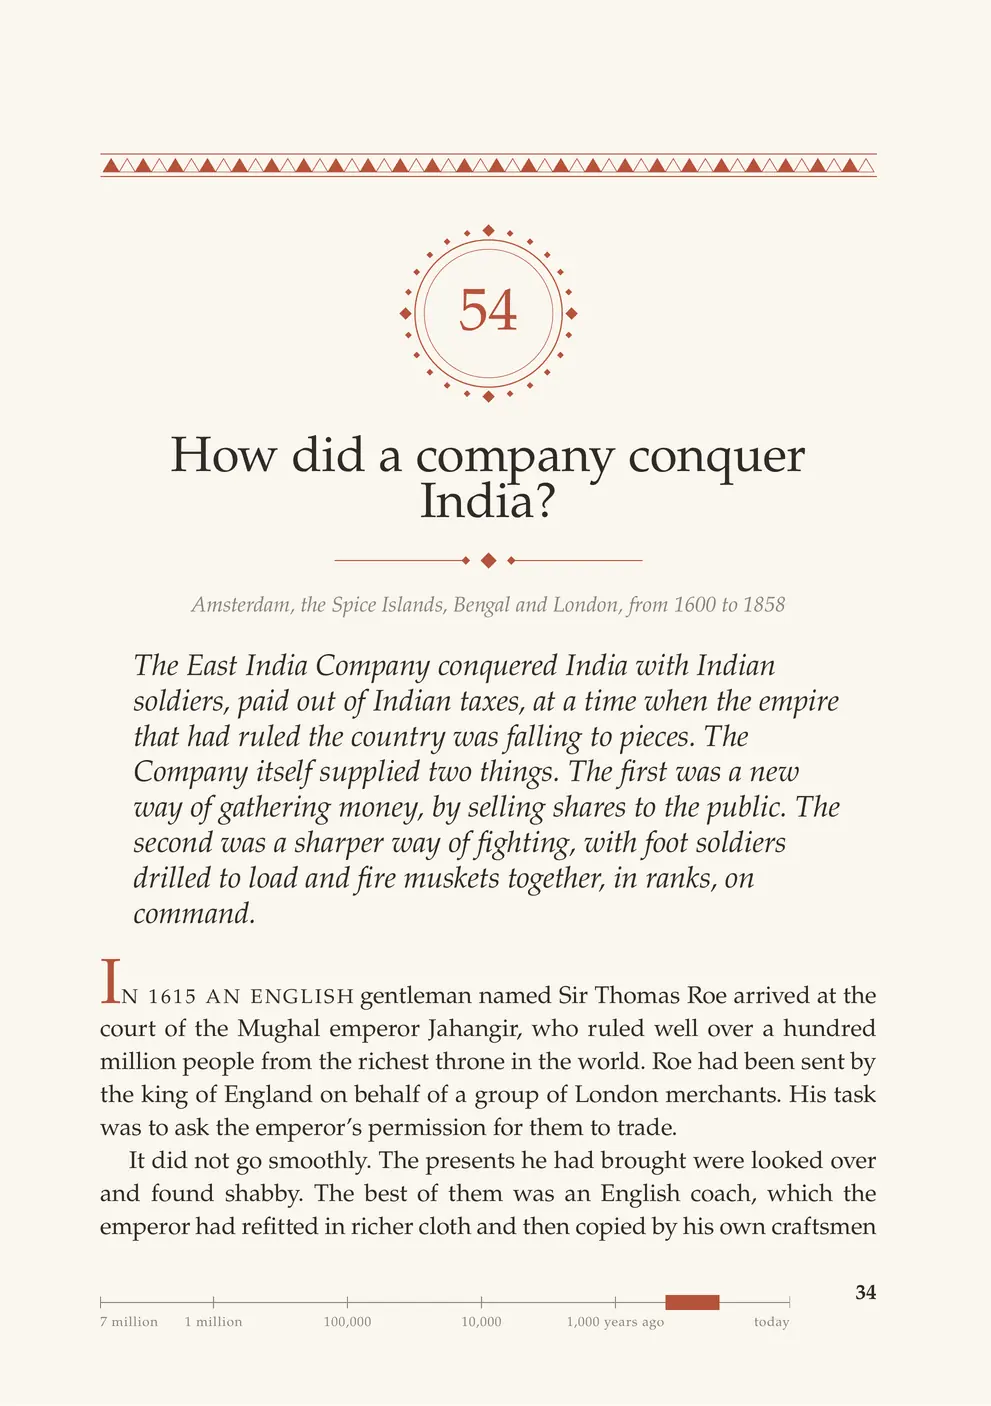 54
How did a company conquer
India?
Amsterdam, the Spice Islands, Bengal and London, from 1600 to 1858
The East India Company conquered India with Indian
soldiers, paid out of Indian taxes, at a time when the empire
that had ruled the country was falling to pieces. The
Company itself supplied two things. The first was a new
way of gathering money, by selling shares to the public. The
second was a sharper way of fighting, with foot soldiers
drilled to load and fire muskets together, in ranks, on
command.
IN 1615 AN ENGLISH gentleman named Sir Thomas Roe arrived at the
court of the Mughal emperor Jahangir, who ruled well over a hundred
million people from the richest throne in the world. Roe had been sent by
the king of England on behalf of a group of London merchants. His task
was to ask the emperor’s permission for them to trade.
It did not go smoothly. The presents he had brought were looked over
and found shabby. The best of them was an English coach, which the
emperor had refitted in richer cloth and then copied by his own craftsmen
34
7 million 1 million 100,000 10,000 1,000 years ago today